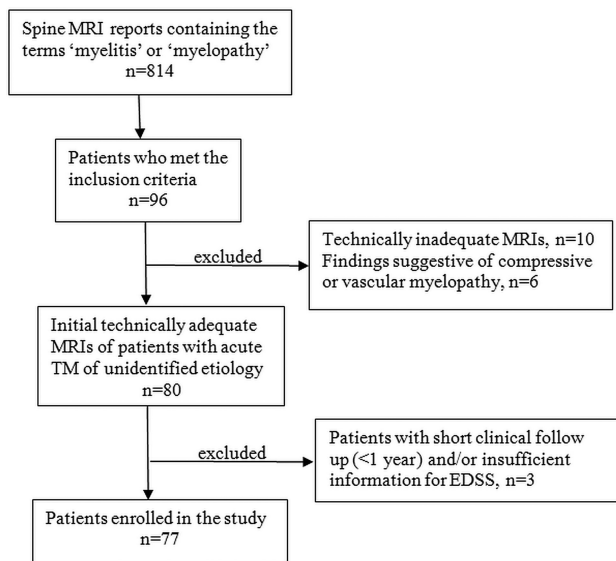 Spine MRI reports containing the
terms ‘myelitis’ or ‘myelopathy’
n=814
Patients who met the
inclusion criteria
n=96
excluded
Technically inadequate MRIs, n=10
Findings suggestive of compressive
or vascular myelopathy, n=6
Initial technically adequate
MRIs of patients with acute
TM of unidentified etiology
n=80
excluded
Patients with short clinical follow
up (<1 year) and/or insufficient
information for EDSS, n=3
Patients enrolled in the study
n=77